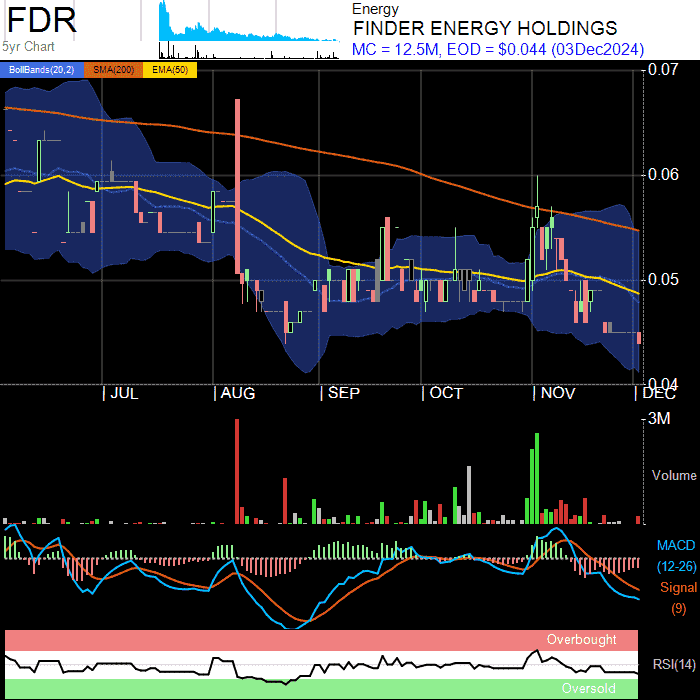 FDR
5yr Chart
Energy
FINDER ENERGY HOLDINGS
MC = 12.5M, EOD = $0.044 (03Dec2024)
BollBands(20,2) SMA(200) EMA(50)
0.07
0.06
0.05
0.04
| JUL | AUG | SEP | OCT | NOV | DEC
3M
Volume
MACD
(12-26)
Signal
(9)
Overbought
RSI(14)
Oversold